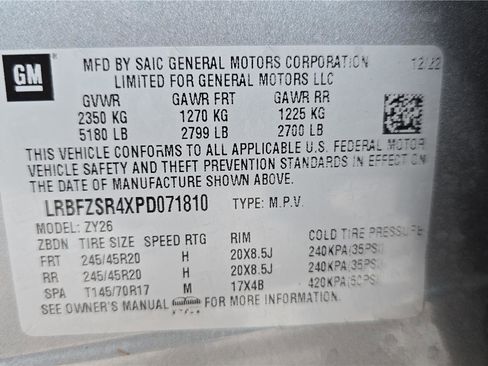 GM
MFD BY SAIC GENERAL MOTORS CORPORATION 12/22
LIMITED FOR GENERAL MOTORS LLC
GVWR GAWR FRT GAWR RR
2350 KG 1270 KG 1225 KG
5180 LB 2799 LB 2700 LB
THIS VEHICLE CONFORMS TO ALL APPLICABLE U.S. FEDERAL MOTOR
VEHICLE SAFETY AND THEFT PREVENTION STANDARDS IN EFFECT ON
THE DATE OF MANUFACTURE SHOWN ABOVE.
LRBFZSR4XPD071810 TYPE: M.P.V.
MODEL: ZY26
ZBDN TIRE SIZE SPEED RTG RIM COLD TIRE PRESSURE
FRT 245/45R20 H 20X8.5J 240KPA(35PSI)
RR 245/45R20 H 20X8.5J 240KPA(35PSI)
SPA T145/70R17 M 17X4B 420KPA(60PSI)
SEE OWNER'S MANUAL